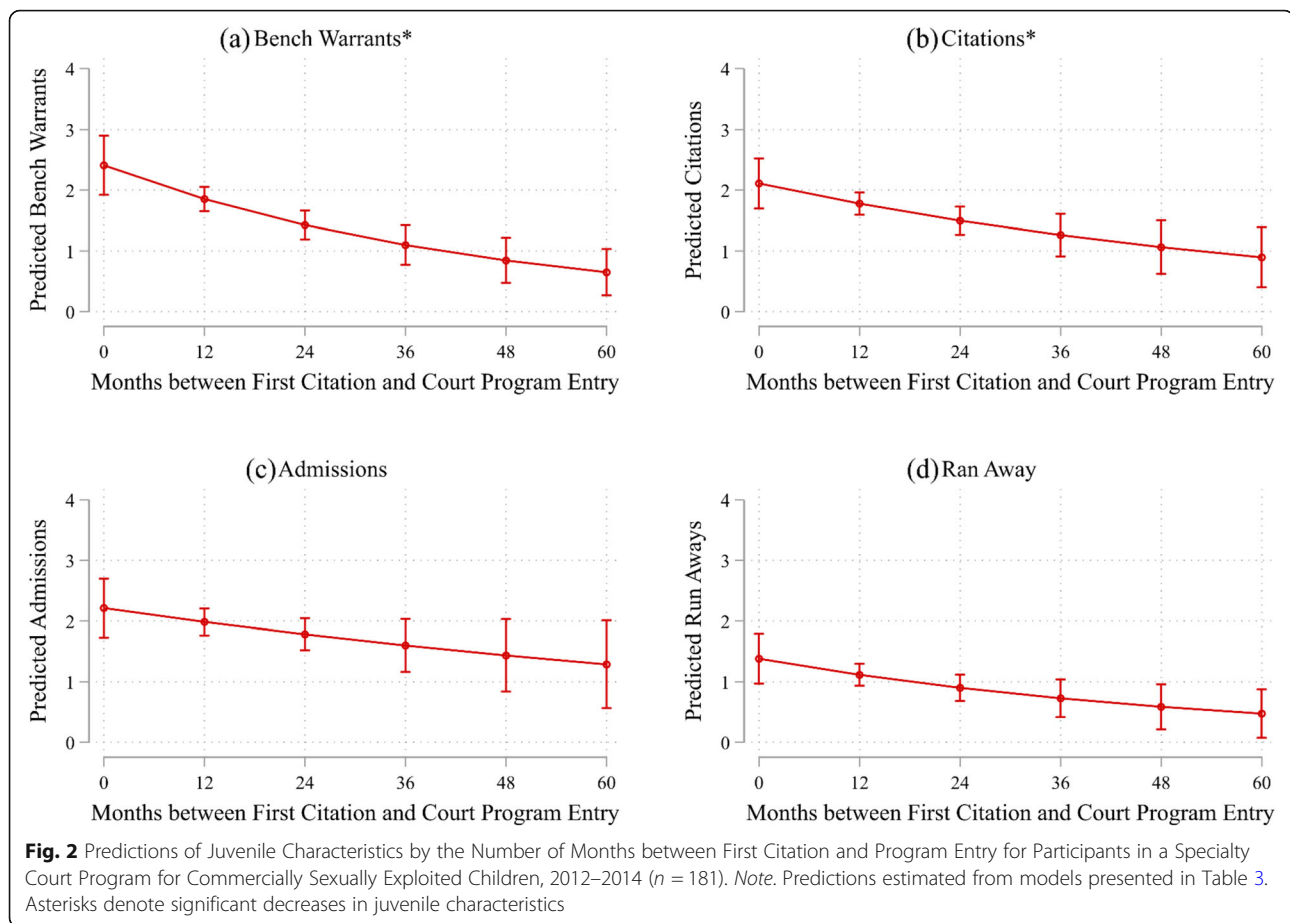 (a) Bench Warrants*
4
3
2
1
0
Predicted Bench Warrants
0 12 24 36 48 60
Months between First Citation and Court Program Entry
(b) Citations*
4
3
2
1
0
Predicted Citations
0 12 24 36 48 60
Months between First Citation and Court Program Entry
(c) Admissions
4
3
2
1
0
Predicted Admissions
0 12 24 36 48 60
Months between First Citation and Court Program Entry
(d) Ran Away
4
3
2
1
0
Predicted Run Aways
0 12 24 36 48 60
Months between First Citation and Court Program Entry
Fig. 2 Predictions of Juvenile Characteristics by the Number of Months between First Citation and Program Entry for Participants in a Specialty
Court Program for Commercially Sexually Exploited Children, 2012–2014 (n = 181). Note. Predictions estimated from models presented in Table 3.
Asterisks denote significant decreases in juvenile characteristics